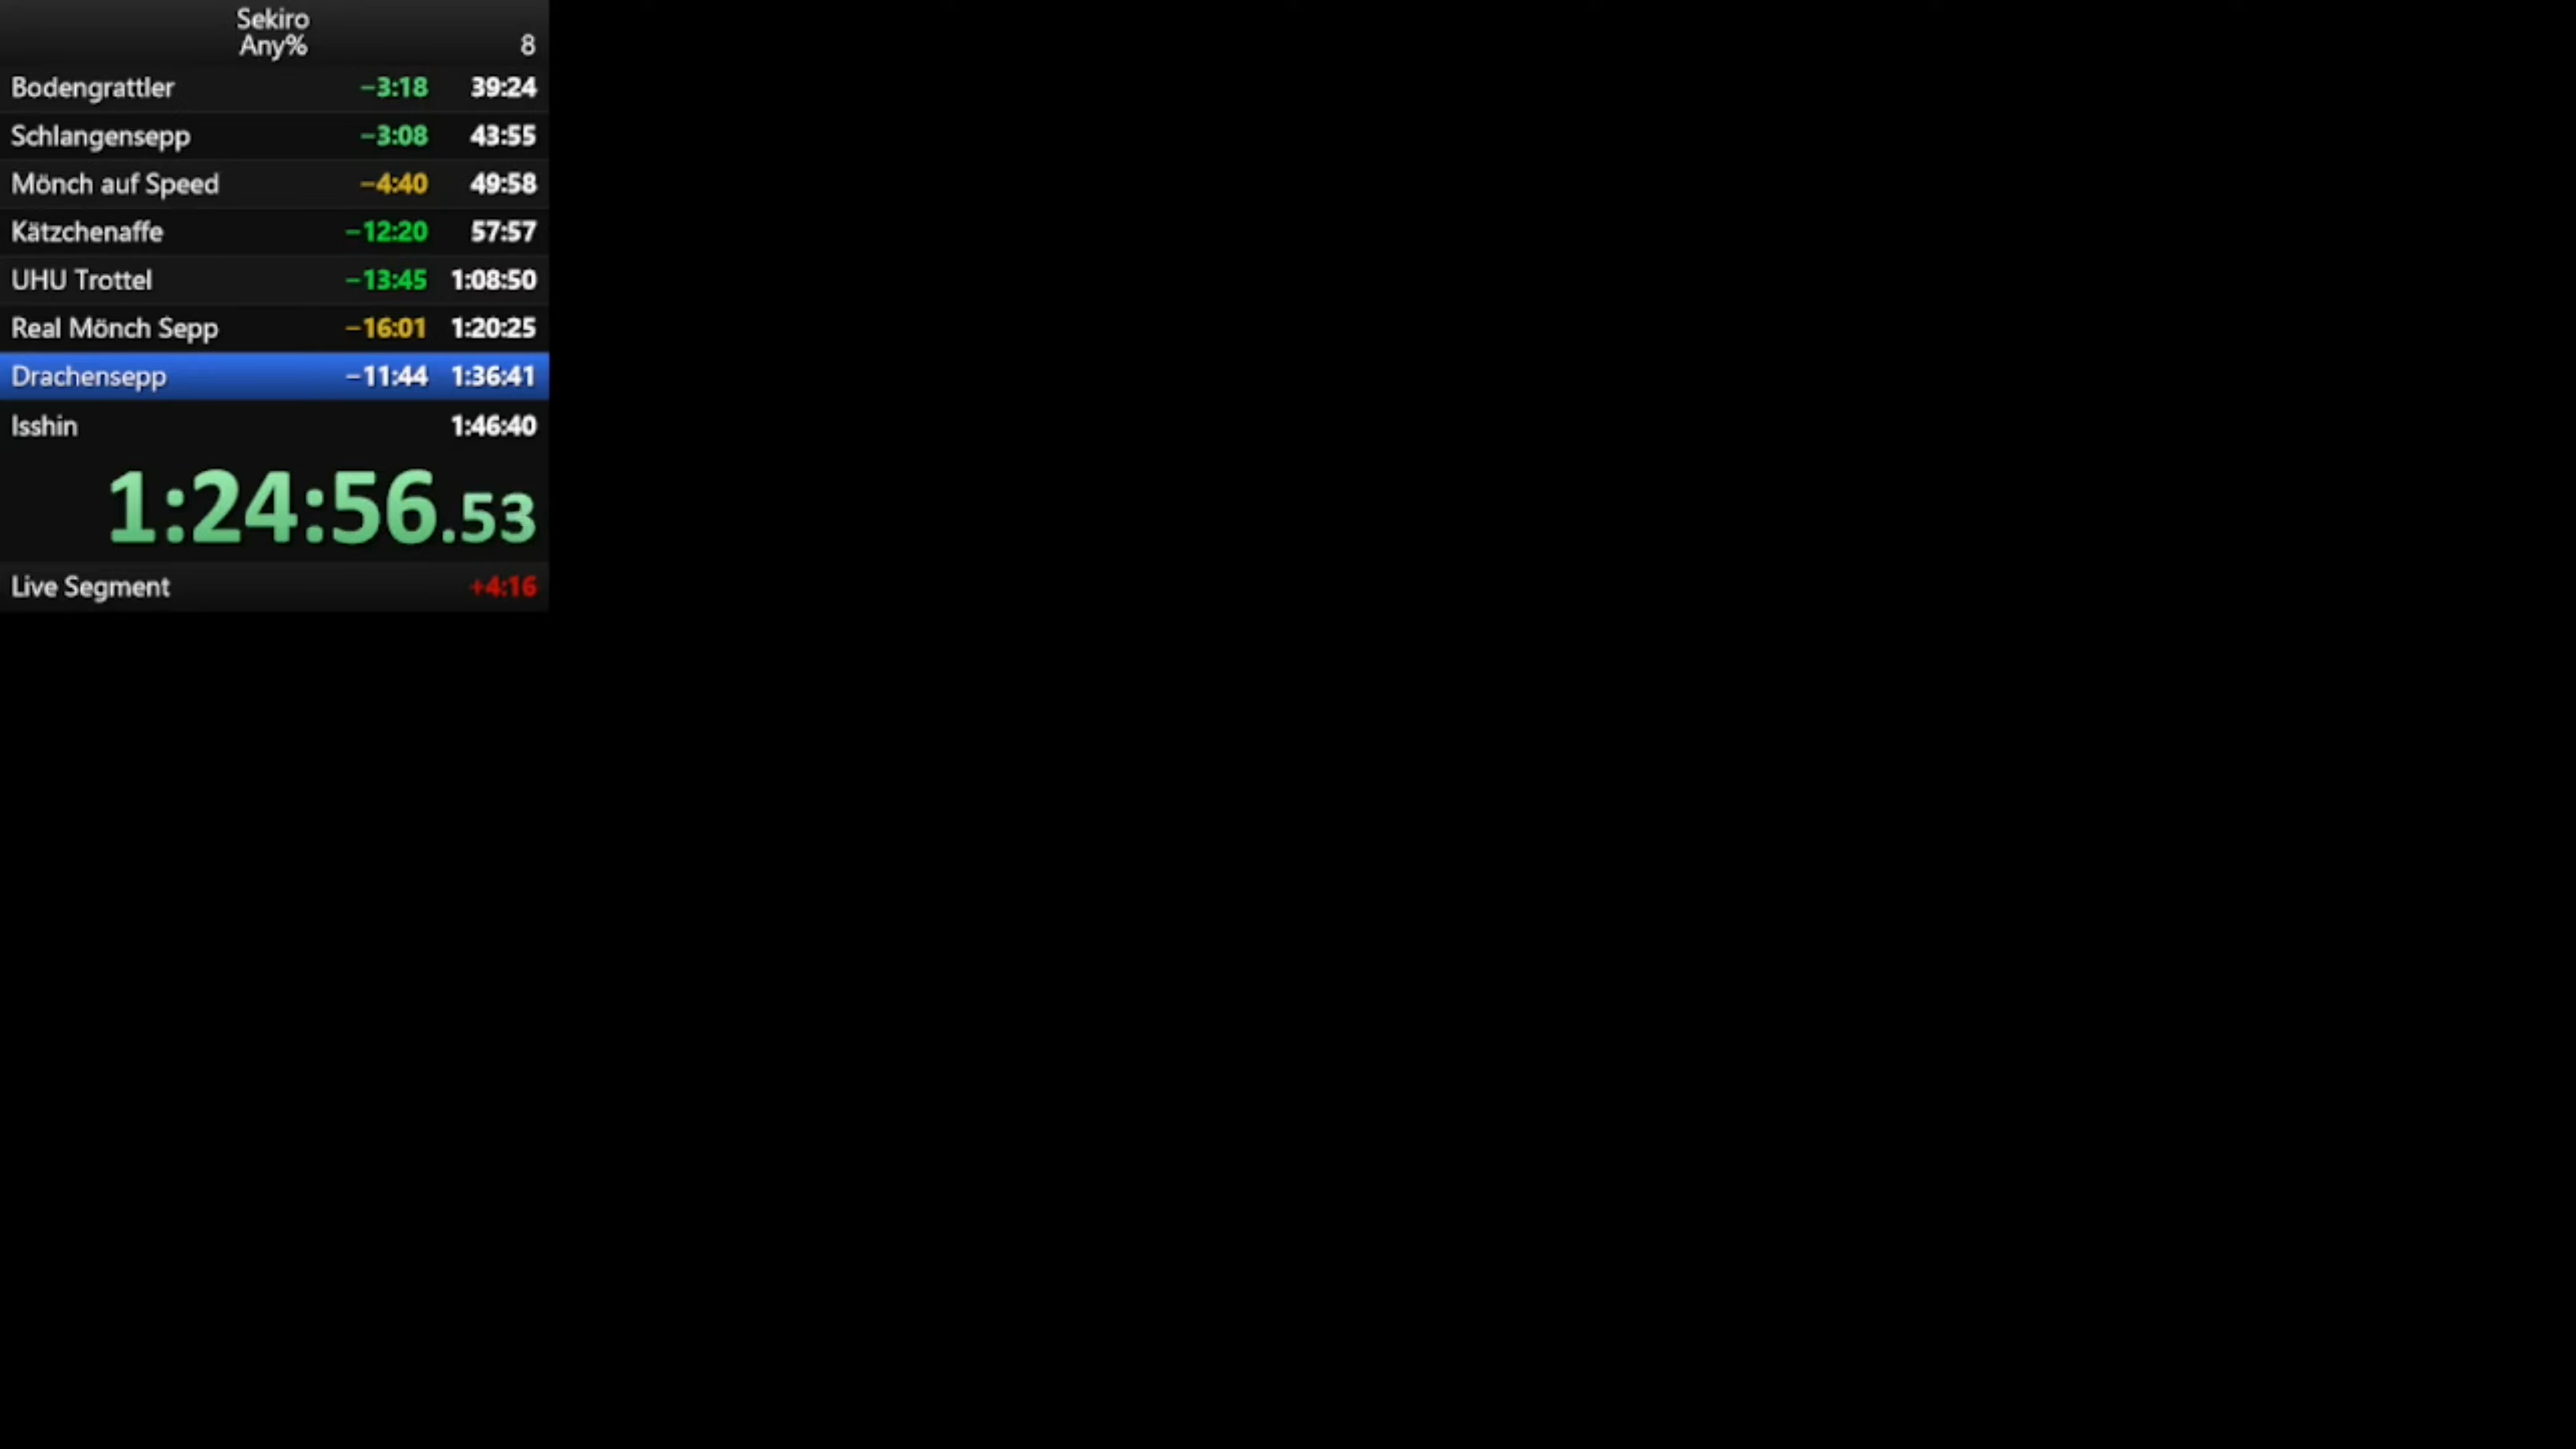 Sekiro
Any% 8
Bodengrattler −3:18 39:24
Schlangensepp −3:08 43:55
Mönch auf Speed −4:40 49:58
Kätzchenaffe −12:20 57:57
UHU Trottel −13:45 1:08:50
Real Mönch Sepp −16:01 1:20:25
Drachensepp −11:44 1:36:41
Isshin 1:46:40
1:24:56.53
Live Segment +4:16